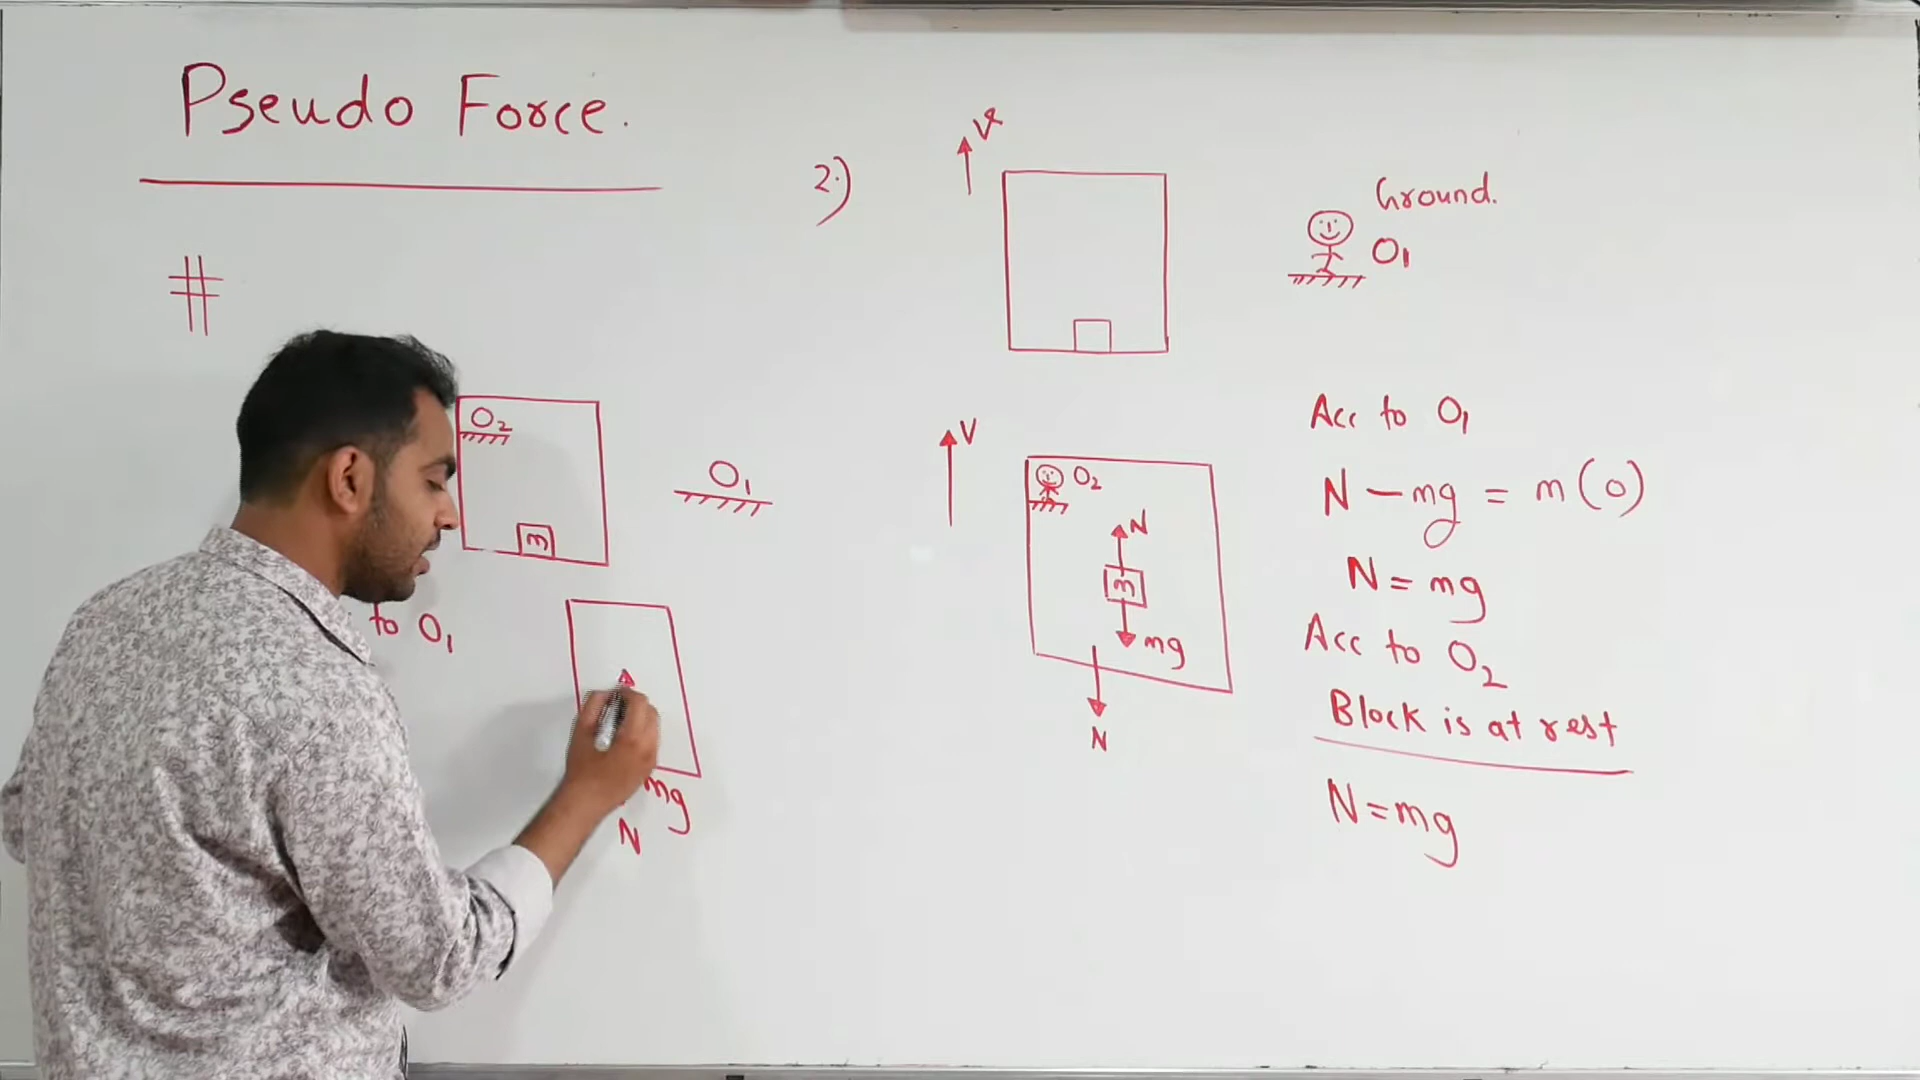 Pseudo Force.
#
O2
m
O1
to O1
mg
N
2.)
V
Ground.
O1
V
O2
N
m
mg
N
Acc to O1
N - mg = m(0)
N = mg
Acc to O2
Block is at rest
N = mg